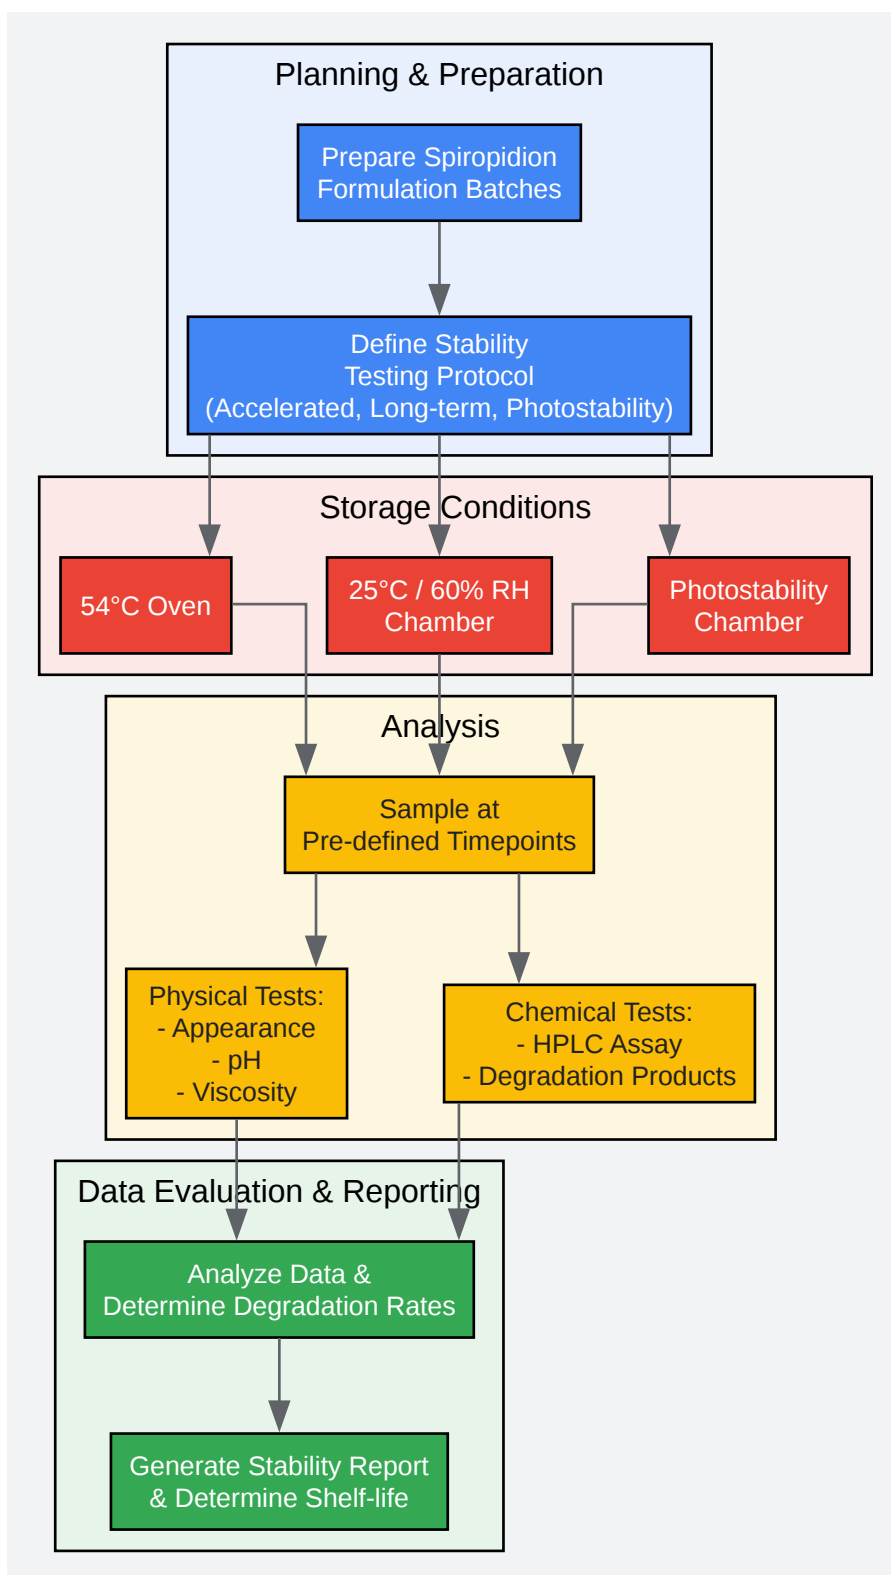 Planning & Preparation
Prepare Spiropidion
Formulation Batches
Define Stability
Testing Protocol
(Accelerated, Long-term, Photostability)
Storage Conditions
54°C Oven
25°C / 60% RH
Chamber
Photostability
Chamber
Analysis
Sample at
Pre-defined Timepoints
Physical Tests:
- Appearance
- pH
- Viscosity
Chemical Tests:
- HPLC Assay
- Degradation Products
Data Evaluation & Reporting
Analyze Data &
Determine Degradation Rates
Generate Stability Report
& Determine Shelf-life